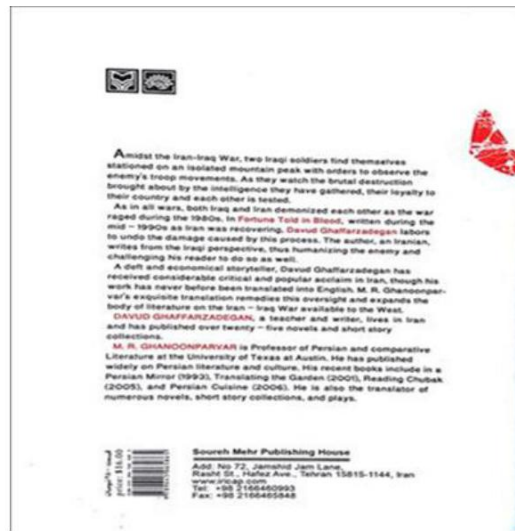 Amidst the Iran-Iraq War, two Iraqi soldiers find themselves
stationed on an isolated mountain peak with orders to observe the
enemy's troop movements. As they watch the brutal destruction
brought about by the intelligence they have gathered, their loyalty to
their country and each other is tested.
As in all wars, both Iraq and Iran demonized each other as the war
raged during the 1980s. In Fortune Told in Blood, written during the
mid – 1990s as Iran was recovering, Davud Ghaffarzadegan labors
to undo the damage caused by this process. The author, an Iranian,
writes from the Iraqi perspective, thus humanizing the enemy and
challenging his reader to do so as well.
A deft and economical storyteller, Davud Ghaffarzadegan has
received considerable critical and popular acclaim in Iran, though his
work has never before been translated into English. M. R. Ghanoonpar-
var's exquisite translation remedies this oversight and expands the
body of literature on the Iran – Iraq War available to the West.
DAVUD GHAFFARZADEGAN, a teacher and writer, lives in Iran
and has published over twenty – five novels and short story
collections.
M. R. GHANOONPARVAR is Professor of Persian and comparative
Literature at the University of Texas at Austin. He has published
widely on Persian literature and culture. His recent books include in a
Persian Mirror (1993), Translating the Garden (2001), Reading Chubak
(2005), and Persian Cuisine (2006). He is also the translator of
numerous novels, short story collections, and plays.
price: $16.00
Soureh Mehr Publishing House
Add: No 72, Jamshid Jam Lane,
Rasht St., Hafez Ave., Tehran 15815-1144, Iran
www.iricap.com
Tel: +98 2166460993
Fax: +98 2166465848